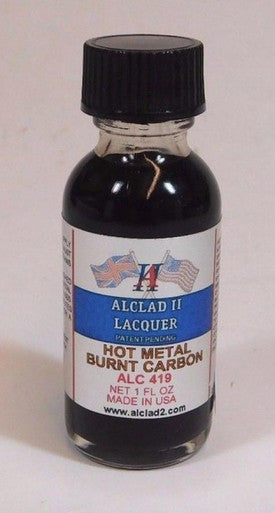 ALCLAD II
LACQUER
PATENT PENDING
HOT METAL
BURNT CARBON
ALC 419
NET 1 FL OZ
MADE IN USA
www.alclad2.com